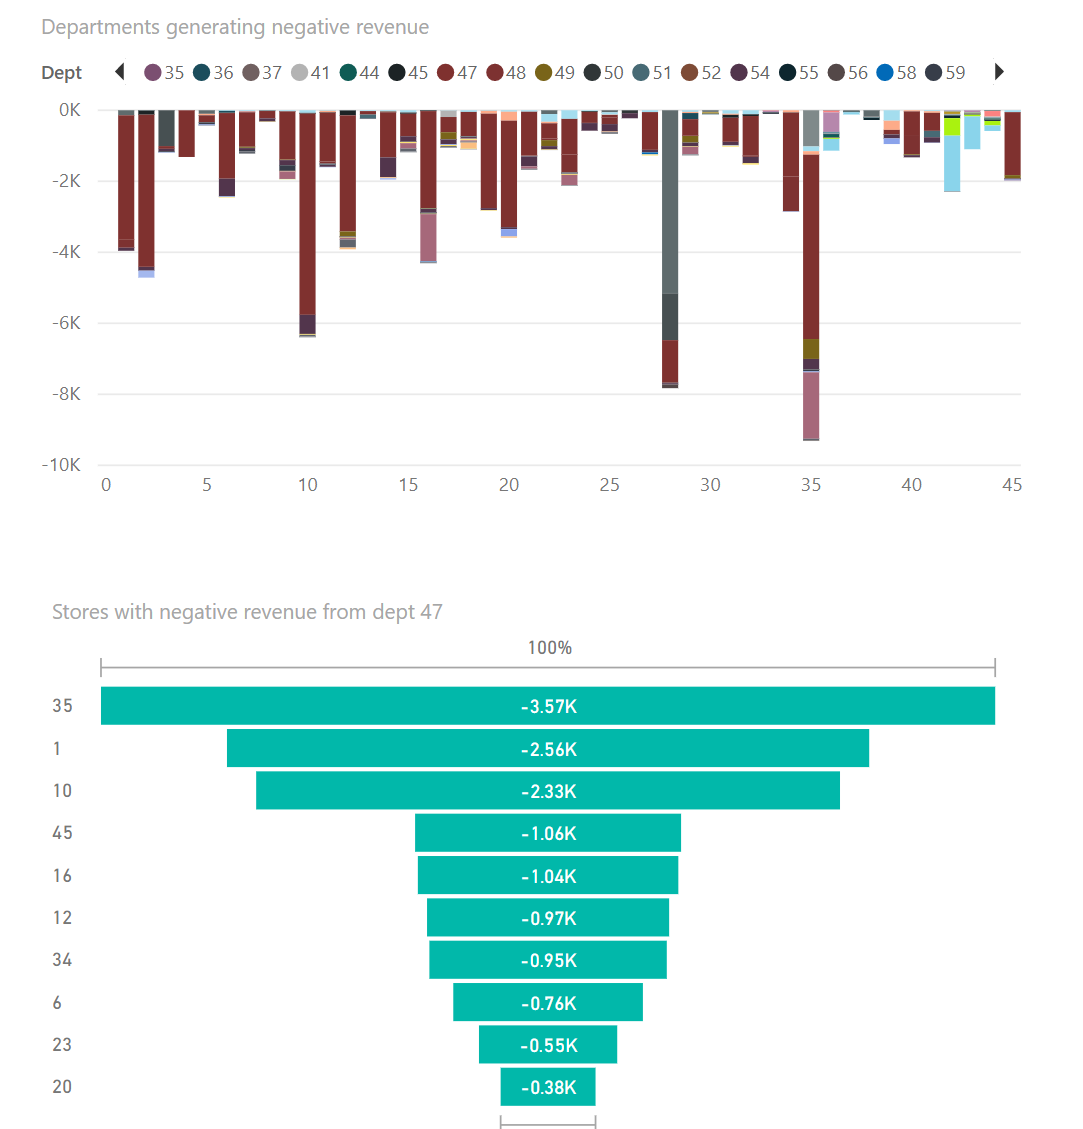 Departments generating negative revenue
Dept 35 36 37 41 44 45 47 48 49 50 51 52 54 55 56 58 59
0K
-2K
-4K
-6K
-8K
-10K
0 5 10 15 20 25 30 35 40 45
Stores with negative revenue from dept 47
100%
35 -3.57K
1 -2.56K
10 -2.33K
45 -1.06K
16 -1.04K
12 -0.97K
34 -0.95K
6 -0.76K
23 -0.55K
20 -0.38K